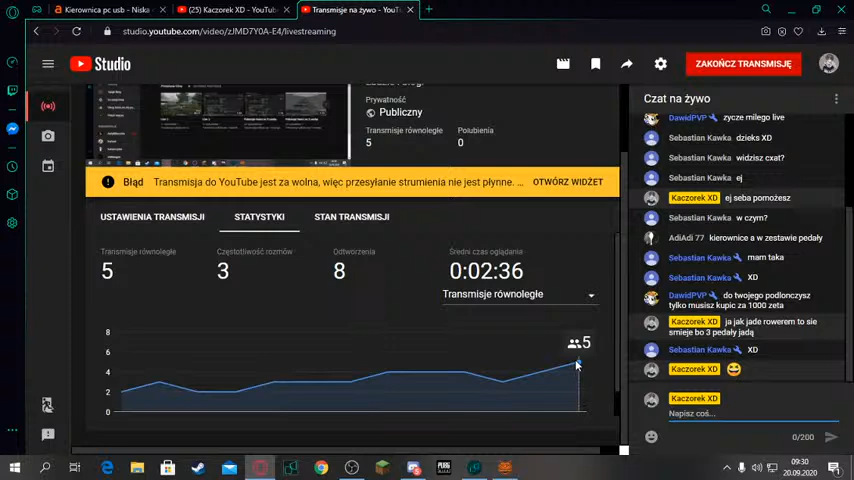 Kierownica pc usb - Niska
(25) Kaczorek XD - YouTub
Transmisje na żywo - YouT
studio.youtube.com/video/zJMD7Y0A-E4/livestreaming
Studio
ZAKOŃCZ TRANSMISJĘ
Prywatność
Publiczny
Transmisje równoległe
Polubienia
5
0
Błąd
Transmisja do YouTube jest za wolna, więc przesyłanie strumienia nie jest płynne. ...
OTWÓRZ WIDŻET
USTAWIENIA TRANSMISJI
STATYSTYKI
STAN TRANSMISJI
Transmisje równoległe
Częstotliwość rozmów
Odtworzenia
Średni czas oglądania
5
3
8
0:02:36
Transmisje równoległe
8
6
4
2
0
5
Czat na żywo
DawidPVP zycze milego live
Sebastian Kawka dzieks XD
Sebastian Kawka widzisz cxat?
Sebastian Kawka ej
Kaczorek XD ej seba pomożesz
Sebastian Kawka w czym?
AdiAdi 77 kierownice a w zestawie pedały
Sebastian Kawka mam taka
Sebastian Kawka XD
DawidPVP do twojego podlonczysz
tylko musisz kupic za 1000 zeta
Kaczorek XD ja jak jade rowerem to sie
smieje bo 3 pedały jadą
Sebastian Kawka XD
Kaczorek XD 😆
Kaczorek XD
Napisz coś...
0/200
09:30
20.09.2020